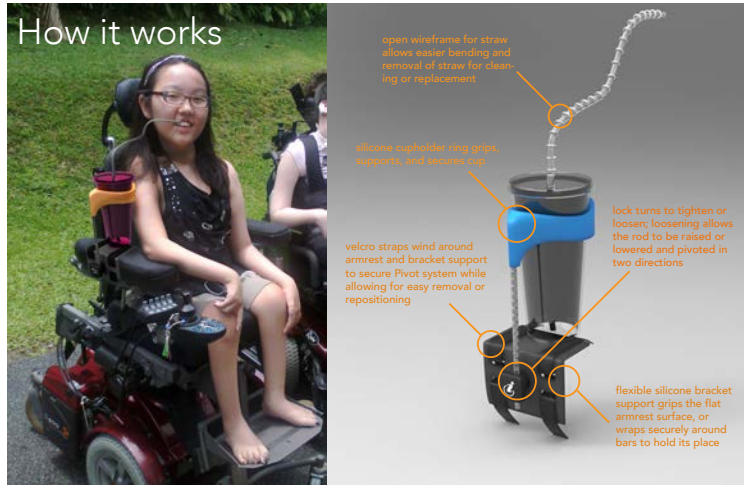 How it works
open wireframe for straw
allows easier bending and
removal of straw for clean-
ing or replacement
silicone cupholder ring grips,
supports, and secures cup
lock turns to tighten or
loosen; loosening allows
the rod to be raised or
lowered and pivoted in
two directions
velcro straps wind around
armrest and bracket support
to secure Pivot system while
allowing for easy removal or
repositioning
flexible silicone bracket
support grips the flat
armrest surface, or
wraps securely around
bars to hold its place